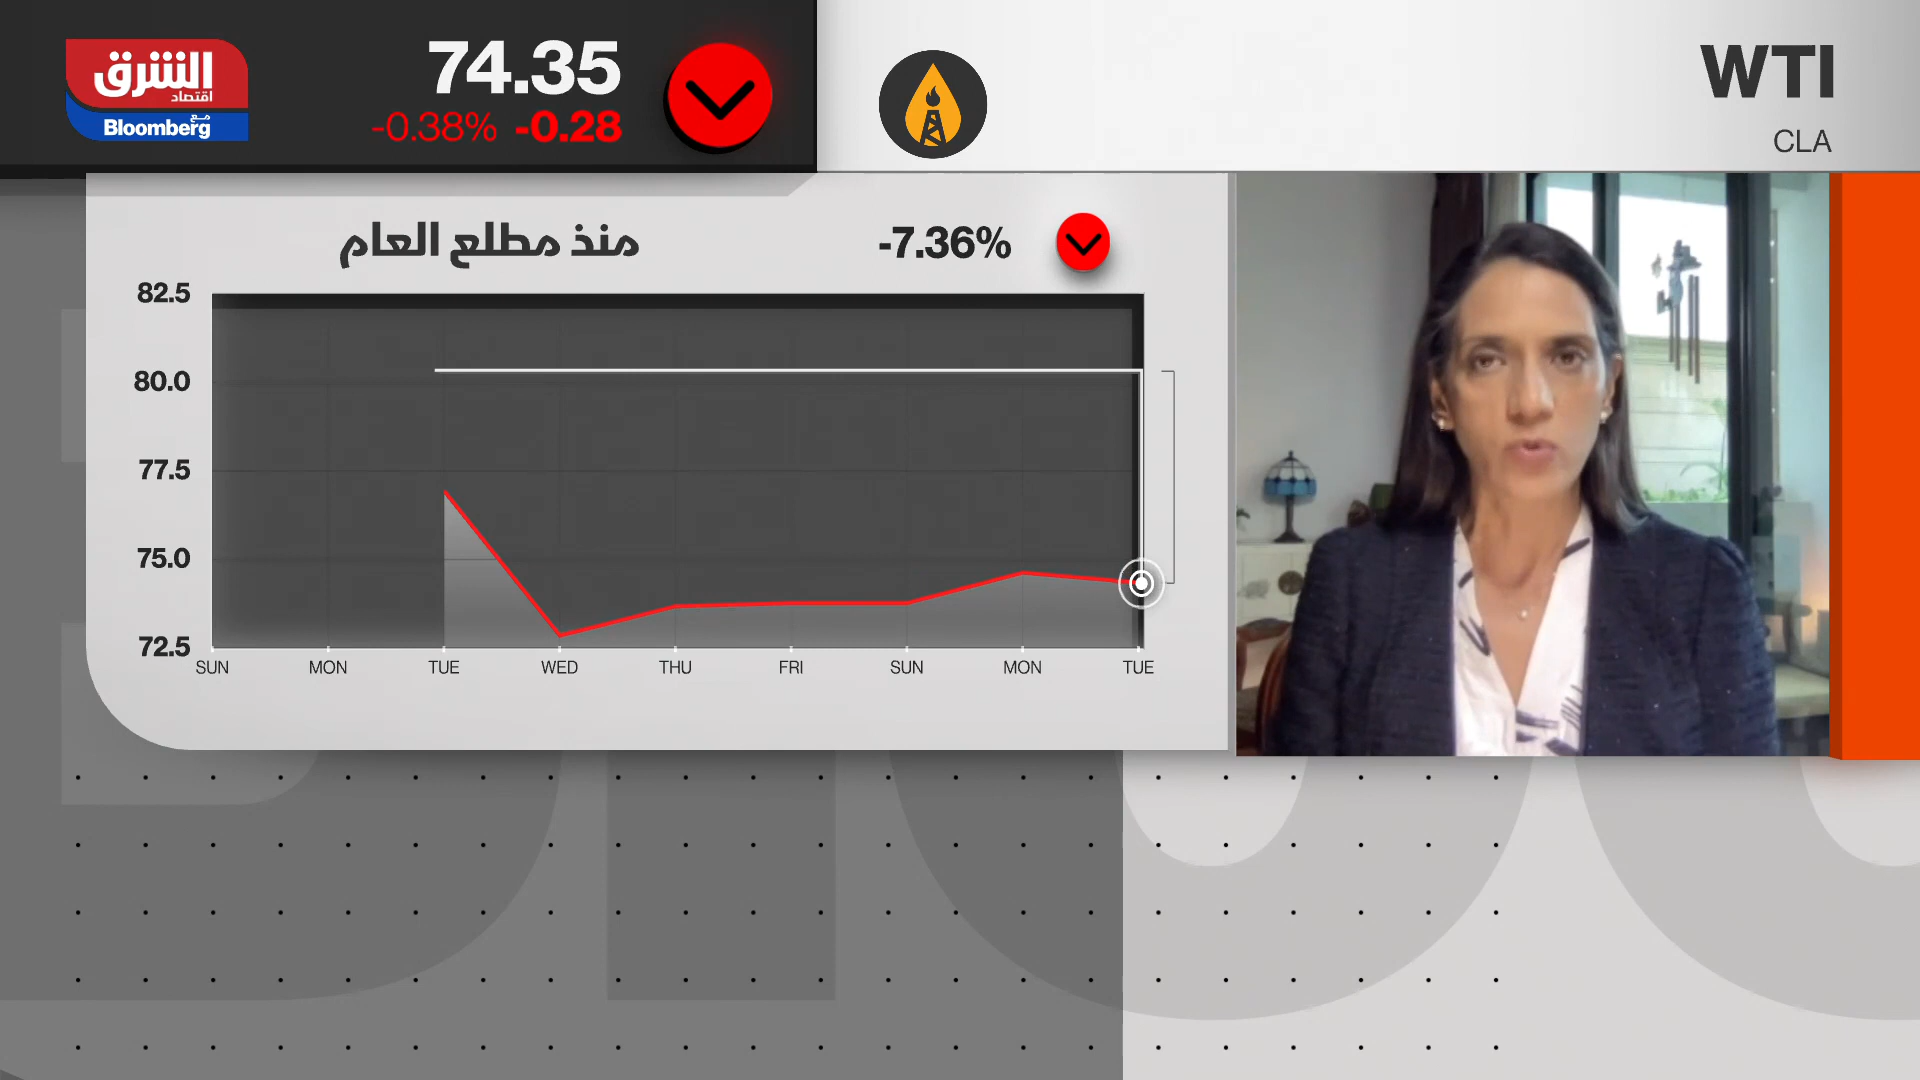 الشرق
اقتصاد
مع
Bloomberg
74.35
-0.38% -0.28
WTI
CLA
منذ مطلع العام
-7.36%
82.5
80.0
77.5
75.0
72.5
SUN MON TUE WED THU FRI SUN MON TUE